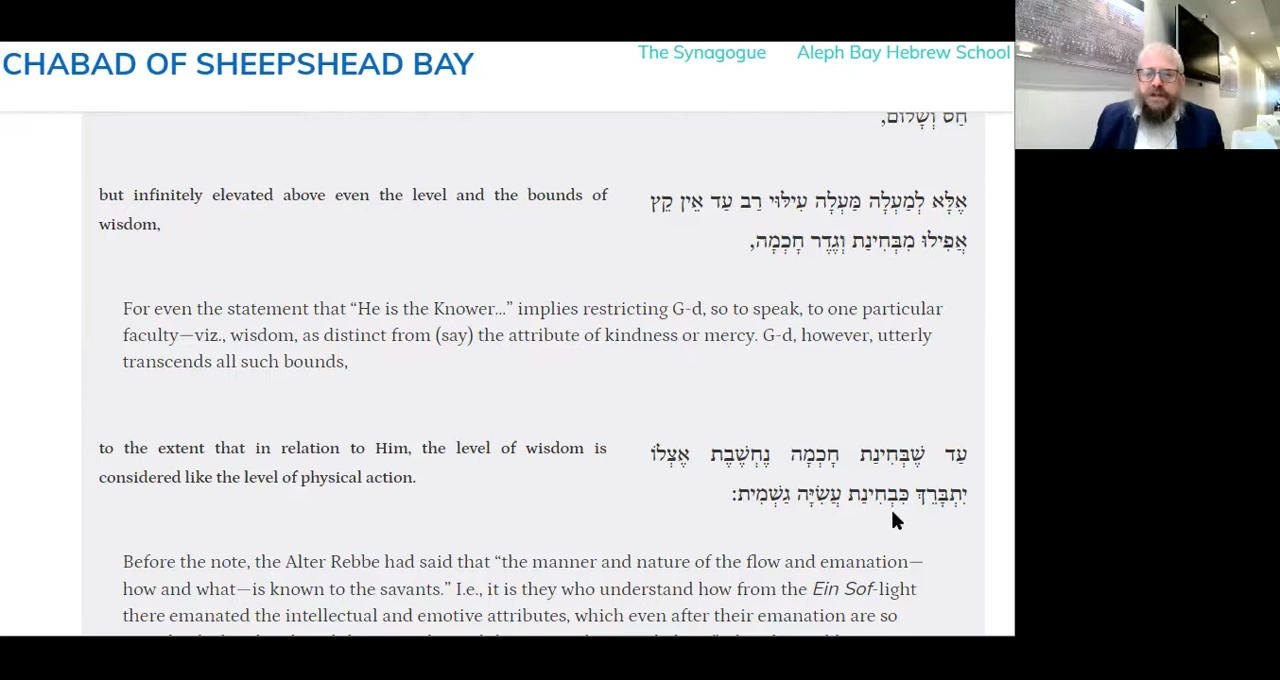 CHABAD OF SHEEPSHEAD BAY
The Synagogue
Aleph Bay Hebrew School
חַס וְשָׁלוֹם,
but infinitely elevated above even the level and the bounds of
wisdom,
אֶלָּא לְמַעְלָה מַּעְלָה עִילּוּי רַב עַד אֵין קֵץ
אֲפִילוּ מִבְּחִינַת וְגֶדֶר חָכְמָה,
For even the statement that “He is the Knower...” implies restricting G-d, so to speak, to one particular
faculty—viz., wisdom, as distinct from (say) the attribute of kindness or mercy. G-d, however, utterly
transcends all such bounds,
to the extent that in relation to Him, the level of wisdom is
considered like the level of physical action.
עַד שֶׁבְּחִינַת חָכְמָה נֶחְשֶׁבֶת אֶצְלוֹ
יִתְבָּרֵךְ כִּבְחִינַת עֲשִׂיָּה גַּשְׁמִית:
Before the note, the Alter Rebbe had said that “the manner and nature of the flow and emanation—
how and what—is known to the savants.” I.e., it is they who understand how from the Ein Sof-light
there emanated the intellectual and emotive attributes, which even after their emanation are so